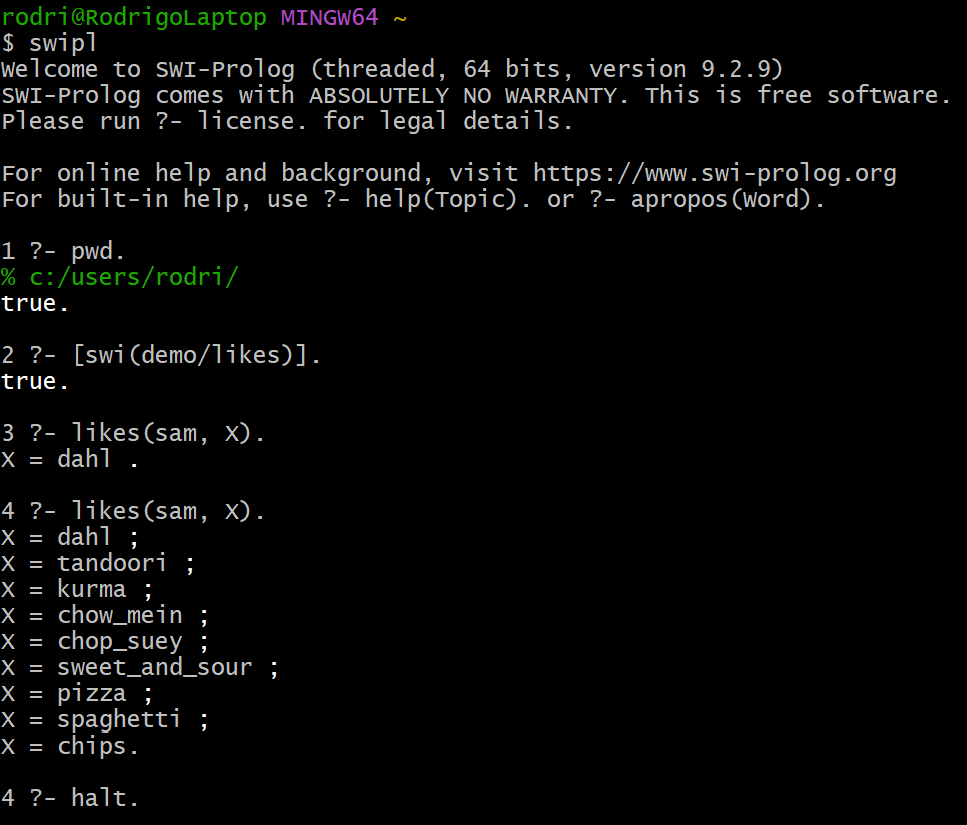 rodri@RodrigoLaptop MINGW64 ~
$ swipl
Welcome to SWI-Prolog (threaded, 64 bits, version 9.2.9)
SWI-Prolog comes with ABSOLUTELY NO WARRANTY. This is free software.
Please run ?- license. for legal details.

For online help and background, visit https://www.swi-prolog.org
For built-in help, use ?- help(Topic). or ?- apropos(Word).

1 ?- pwd.
% c:/users/rodri/
true.

2 ?- [swi(demo/likes)].
true.

3 ?- likes(sam, X).
X = dahl .

4 ?- likes(sam, X).
X = dahl ;
X = tandoori ;
X = kurma ;
X = chow_mein ;
X = chop_suey ;
X = sweet_and_sour ;
X = pizza ;
X = spaghetti ;
X = chips.

4 ?- halt.